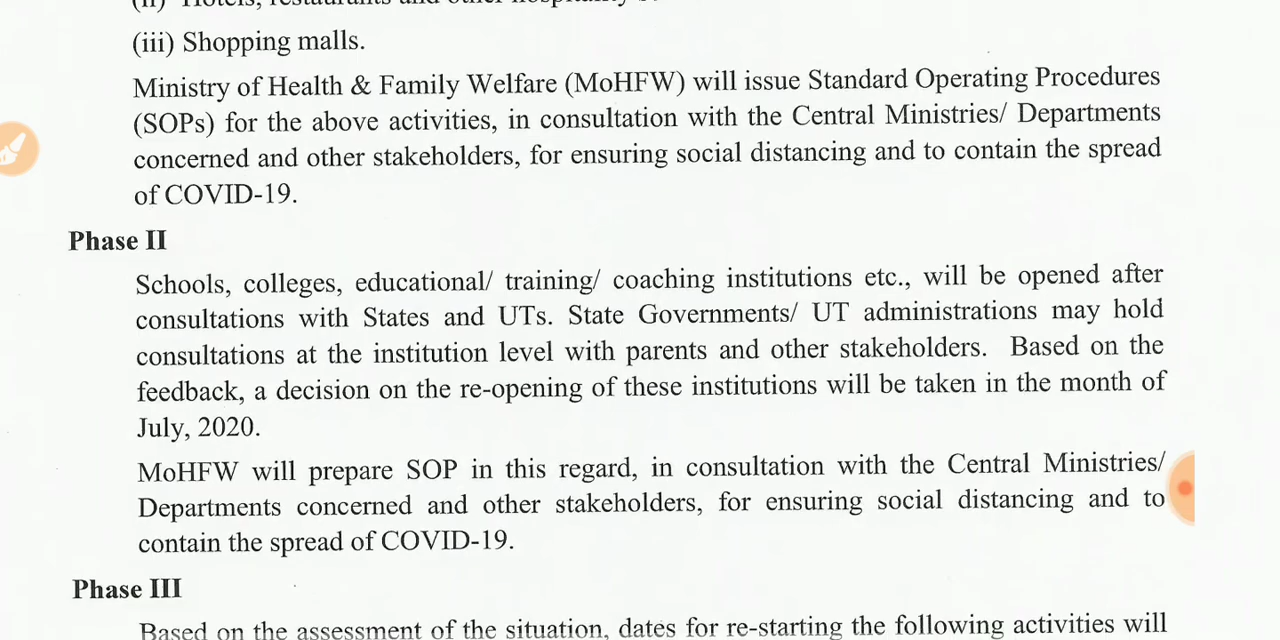 (ii) Hotels, restaurants and other hospitality
(iii) Shopping malls.
Ministry of Health & Family Welfare (MoHFW) will issue Standard Operating Procedures
(SOPs) for the above activities, in consultation with the Central Ministries/ Departments
concerned and other stakeholders, for ensuring social distancing and to contain the spread
of COVID-19.
Phase II
Schools, colleges, educational/ training/ coaching institutions etc., will be opened after
consultations with States and UTs. State Governments/ UT administrations may hold
consultations at the institution level with parents and other stakeholders. Based on the
feedback, a decision on the re-opening of these institutions will be taken in the month of
July, 2020.
MoHFW will prepare SOP in this regard, in consultation with the Central Ministries/
Departments concerned and other stakeholders, for ensuring social distancing and to
contain the spread of COVID-19.
Phase III
Based on the assessment of the situation, dates for re-starting the following activities will